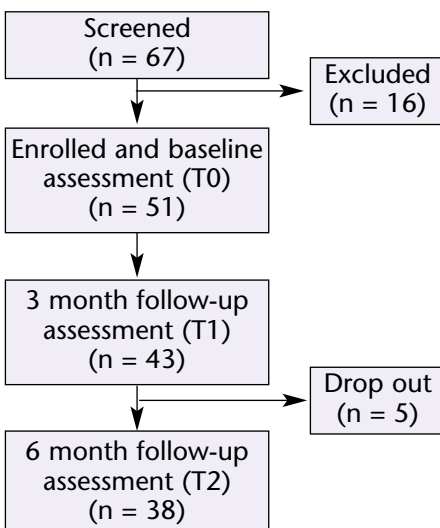 Screened
(n = 67)
Excluded
(n = 16)
Enrolled and baseline
assessment (T0)
(n = 51)
3 month follow-up
assessment (T1)
(n = 43)
Drop out
(n = 5)
6 month follow-up
assessment (T2)
(n = 38)